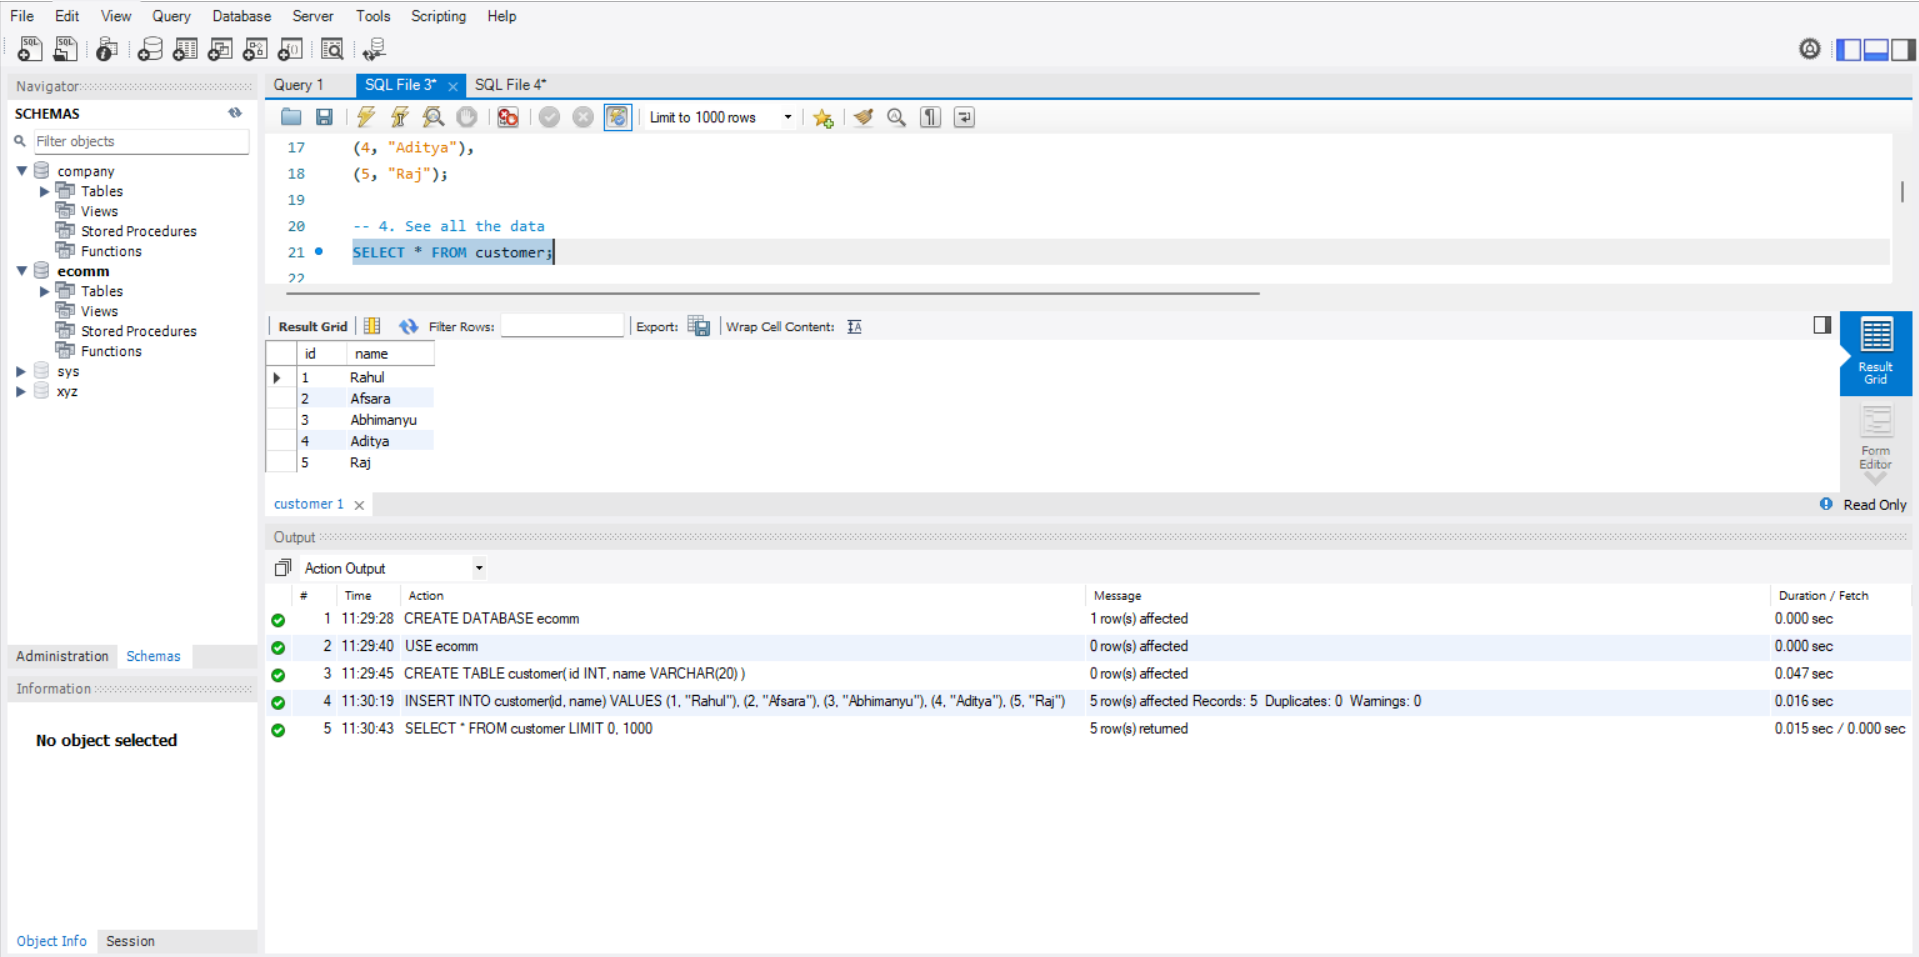 File Edit View Query Database Server Tools Scripting Help
Navigator
SCHEMAS
Filter objects
company
Tables
Views
Stored Procedures
Functions
ecomm
Tables
Views
Stored Procedures
Functions
sys
xyz
Administration Schemas
Information
No object selected
Object Info Session
Query 1 SQL File 3* SQL File 4*
Limit to 1000 rows
17 (4, "Aditya"),
18 (5, "Raj");
19
20 -- 4. See all the data
21 SELECT * FROM customer;
22
Result Grid Filter Rows: Export: Wrap Cell Content:
id name
1 Rahul
2 Afsara
3 Abhimanyu
4 Aditya
5 Raj
Result
Grid
Form
Editor
customer 1 Read Only
Output
Action Output
# Time Action Message Duration / Fetch
1 11:29:28 CREATE DATABASE ecomm 1 row(s) affected 0.000 sec
2 11:29:40 USE ecomm 0 row(s) affected 0.000 sec
3 11:29:45 CREATE TABLE customer( id INT, name VARCHAR(20) ) 0 row(s) affected 0.047 sec
4 11:30:19 INSERT INTO customer(id, name) VALUES (1, "Rahul"), (2, "Afsara"), (3, "Abhimanyu"), (4, "Aditya"), (5, "Raj") 5 row(s) affected Records: 5 Duplicates: 0 Warnings: 0 0.016 sec
5 11:30:43 SELECT * FROM customer LIMIT 0, 1000 5 row(s) returned 0.015 sec / 0.000 sec